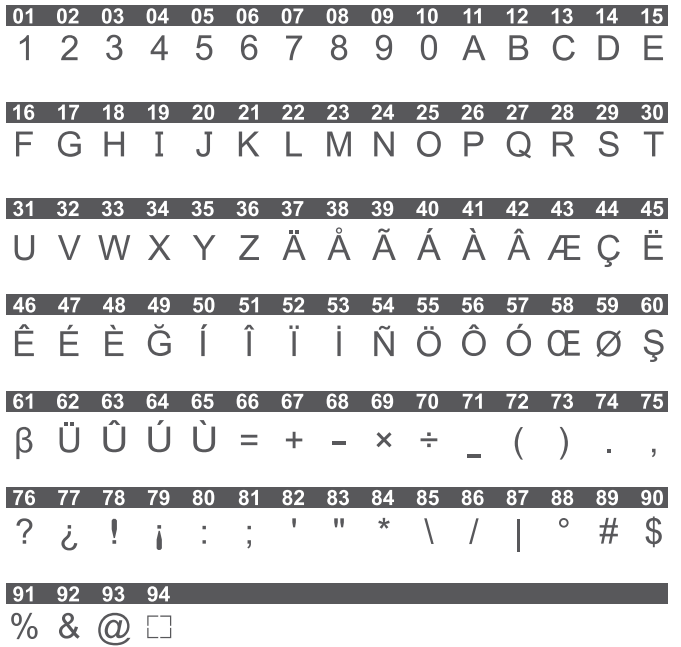 01 02 03 04 05 06 07 08 09 10 11 12 13 14 15
1 2 3 4 5 6 7 8 9 0 A B C D E
16 17 18 19 20 21 22 23 24 25 26 27 28 29 30
F G H I J K L M N O P Q R S T
31 32 33 34 35 36 37 38 39 40 41 42 43 44 45
U V W X Y Z Ä Å Ã Á À Â Æ Ç Ë
46 47 48 49 50 51 52 53 54 55 56 57 58 59 60
Ê É È Ğ Í Î Ï İ Ñ Ö Ô Ó Œ Ø Ş
61 62 63 64 65 66 67 68 69 70 71 72 73 74 75
β Ü Û Ú Ù = + – × ÷ _ ( ) . ,
76 77 78 79 80 81 82 83 84 85 86 87 88 89 90
? ¿ ! ¡ : ; ' " * \ / | ° # $
91 92 93 94
% & @ ⛶